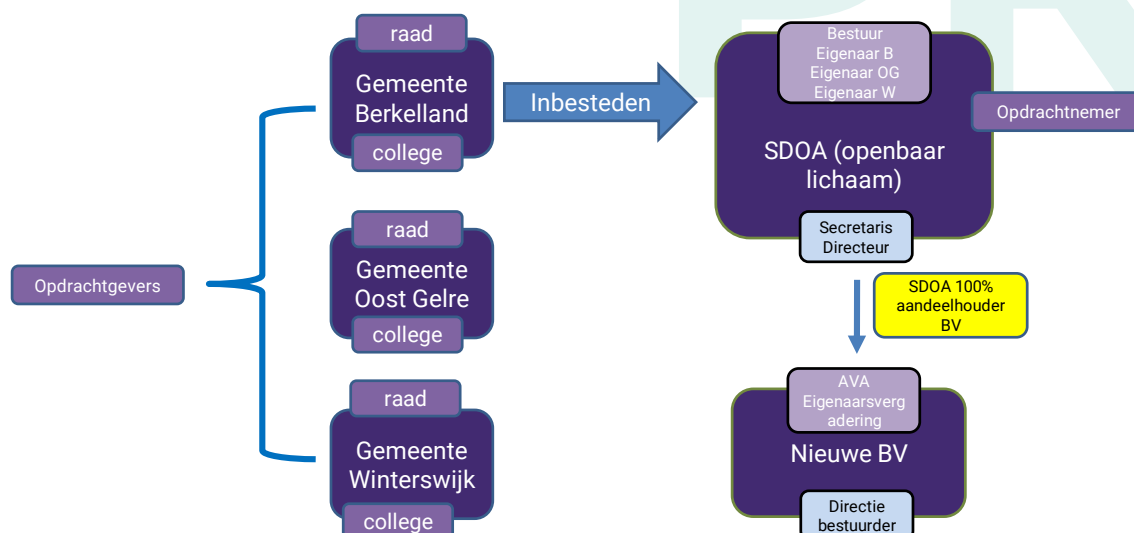 raad
Gemeente
Berkelland
college
Inbesteden
Bestuur
Eigenaar B
Eigenaar OG
Eigenaar W
Opdrachtnemer
SDOA (openbaar
lichaam)
Secretaris
Directeur
raad
Gemeente
Oost Gelre
college
Opdrachtgevers
SDOA 100%
aandeelhouder
BV
raad
Gemeente
Winterswijk
college
AVA
Eigenaarsverg
adering
Nieuwe BV
Directie
bestuurder